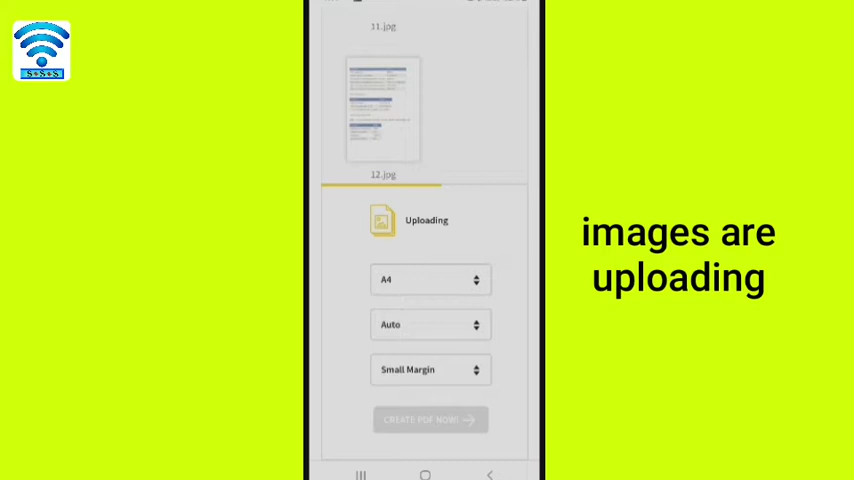 S+S+S
11.jpg
12.jpg
Uploading
A4
Auto
Small Margin
CREATE PDF NOW!
images are
uploading